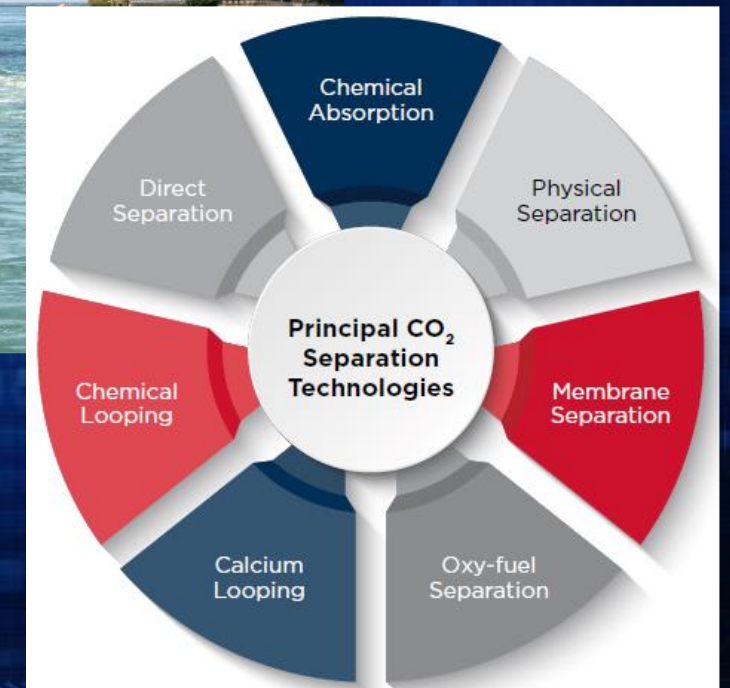 Chemical
Absorption
Physical
Separation
Membrane
Separation
Oxy-fuel
Separation
Calcium
Looping
Chemical
Looping
Direct
Separation
Principal CO₂
Separation
Technologies